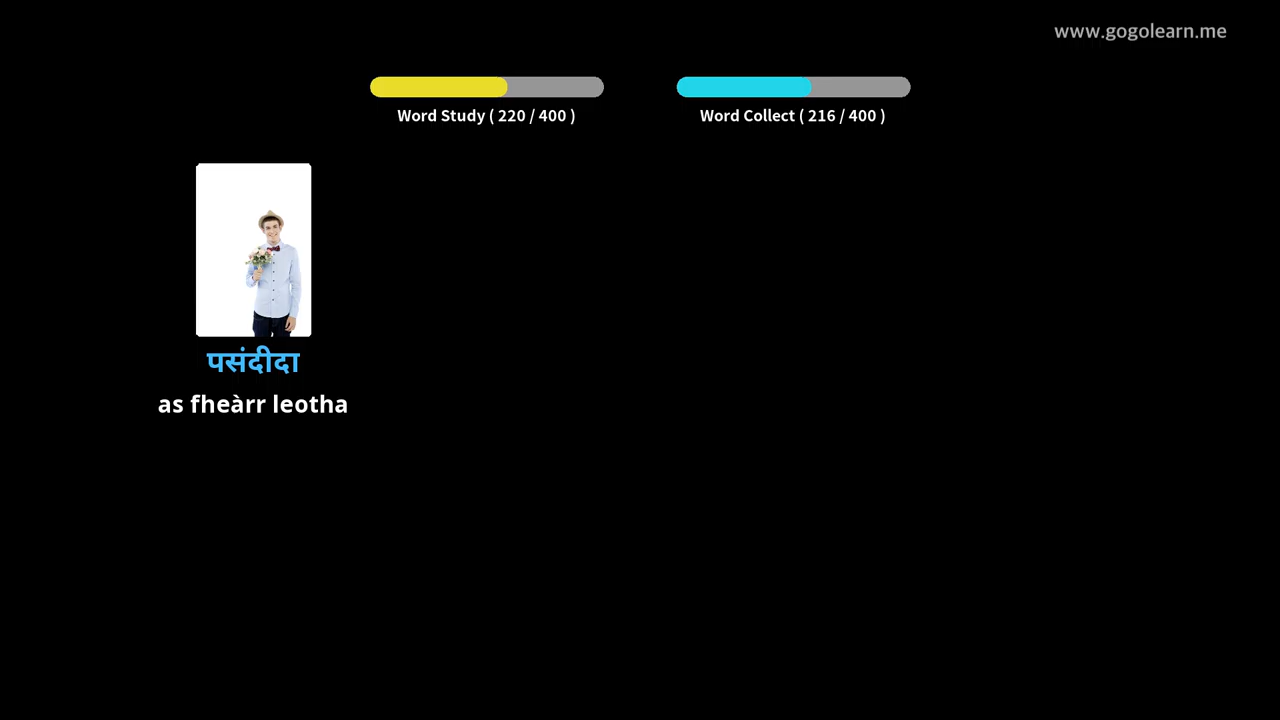 www.gogolearn.me
Word Study ( 220 / 400 )
Word Collect ( 216 / 400 )
पसंदीदा
as fheàrr leotha